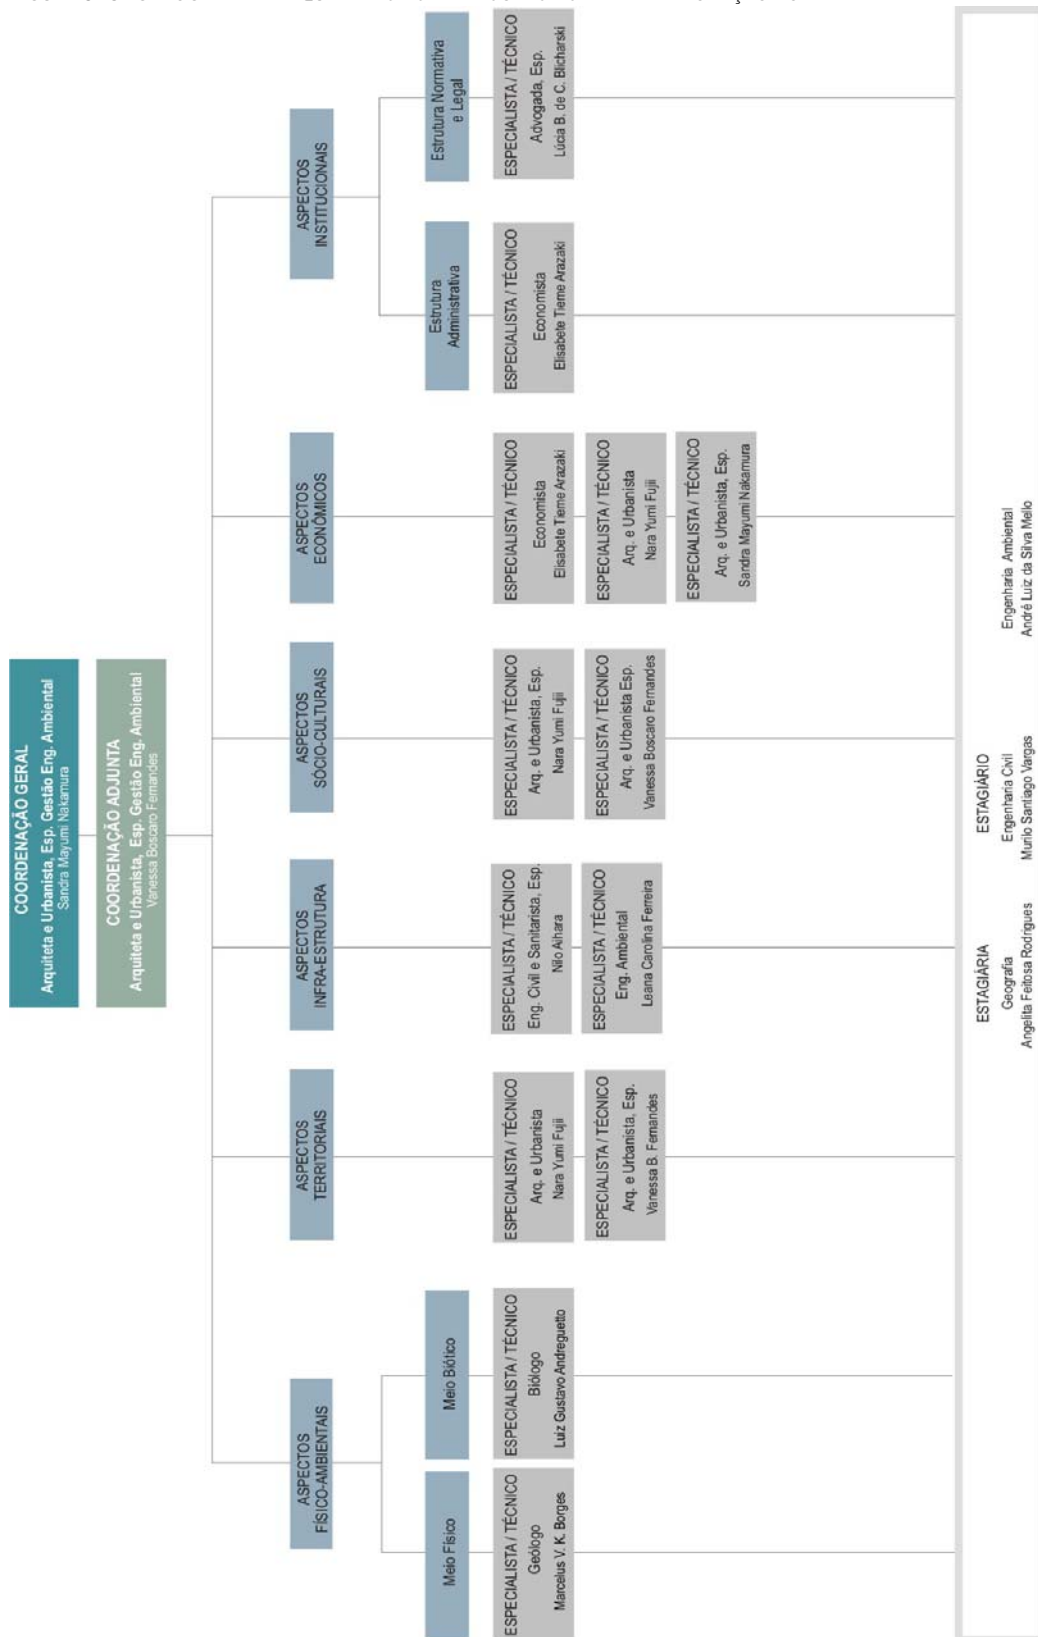 COORDENAÇÃO GERAL
Arquiteta e Urbanista, Esp. Gestão Eng. Ambiental
Sandra Mayumi Nakamura
COORDENAÇÃO ADJUNTA
Arquiteta e Urbanista, Esp. Gestão Eng. Ambiental
Vanessa Boscaro Fernandes
ASPECTOS
FÍSICO-AMBIENTAIS
Meio Físico
ESPECIALISTA / TÉCNICO
Geólogo
Marcelus V. K. Borges
Meio Biótico
ESPECIALISTA / TÉCNICO
Biólogo
Luiz Gustavo Andreguetto
ASPECTOS
TERRITORIAIS
ESPECIALISTA / TÉCNICO
Arq. e Urbanista
Nara Yumi Fujii
ESPECIALISTA / TÉCNICO
Arq. e Urbanista, Esp.
Vanessa B. Fernandes
ASPECTOS
INFRA-ESTRUTURA
ESPECIALISTA / TÉCNICO
Eng. Civil e Sanitarista, Esp.
Nilo Aihara
ESPECIALISTA / TÉCNICO
Eng. Ambiental
Leana Carolina Ferreira
ASPECTOS
SÓCIO-CULTURAIS
ESPECIALISTA / TÉCNICO
Arq. e Urbanista, Esp.
Nara Yumi Fujii
ESPECIALISTA / TÉCNICO
Arq. e Urbanista Esp.
Vanessa Boscaro Fernandes
ASPECTOS
ECONÔMICOS
ESPECIALISTA / TÉCNICO
Economista
Elisabete Tieme Arazaki
ESPECIALISTA / TÉCNICO
Arq. e Urbanista
Nara Yumi Fujii
ESPECIALISTA / TÉCNICO
Arq. e Urbanista, Esp.
Sandra Mayumi Nakamura
ASPECTOS
INSTITUCIONAIS
Estrutura
Administrativa
ESPECIALISTA / TÉCNICO
Economista
Elisabete Tieme Arazaki
Estrutura Normativa
e Legal
ESPECIALISTA / TÉCNICO
Advogada, Esp.
Lúcia B. de C. Blicharski
ESTAGIÁRIA
Geografia
Angelita Feitosa Rodrigues
ESTAGIÁRIO
Engenharia Civil
Murilo Santiago Vargas
Engenharia Ambiental
André Luiz da Silva Mello